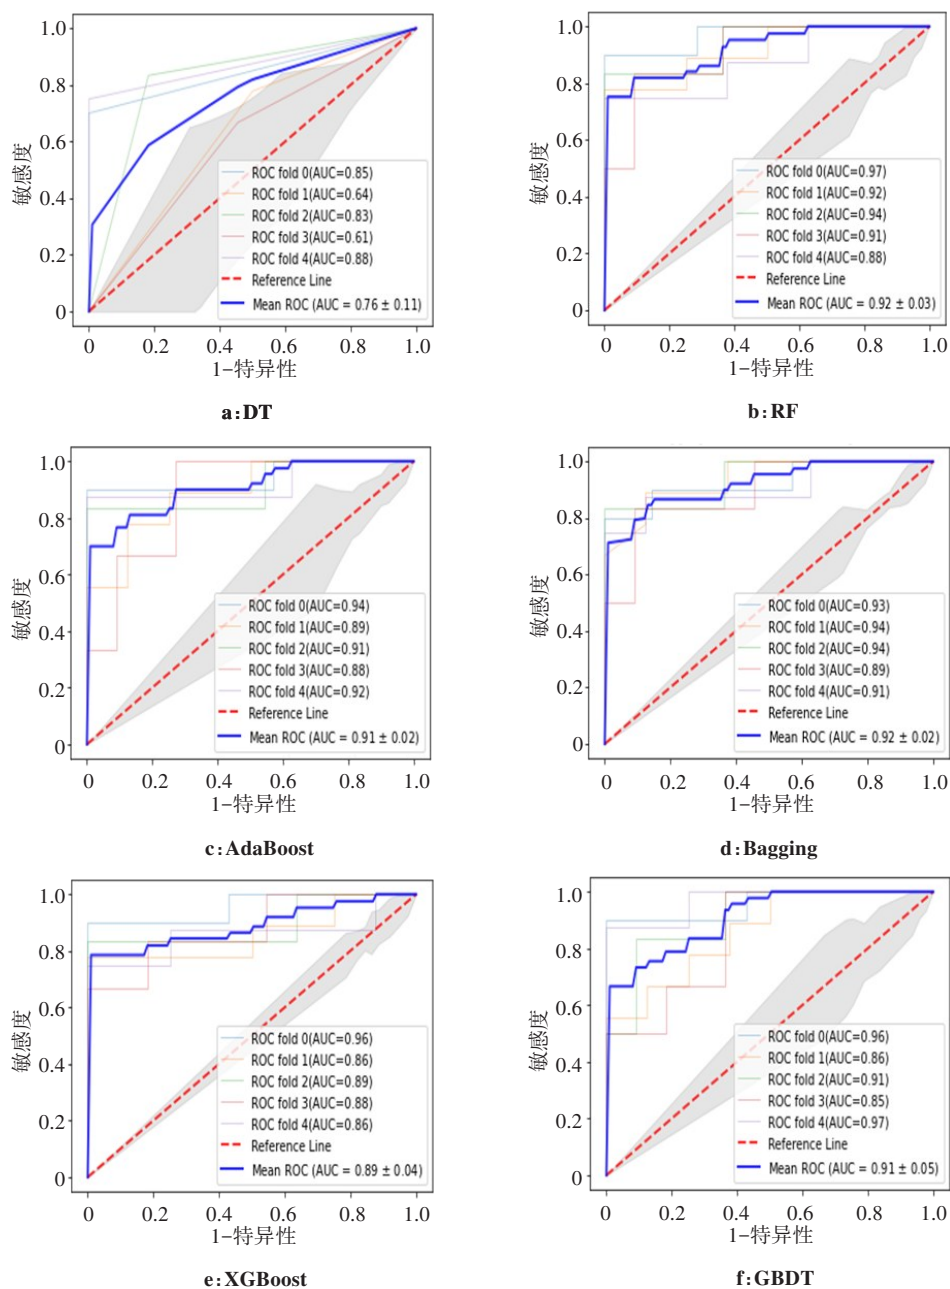 1.0
0.8
0.6
0.4
0.2
0
敏感度
ROC fold 0(AUC=0.85)
ROC fold 1(AUC=0.64)
ROC fold 2(AUC=0.83)
ROC fold 3(AUC=0.61)
ROC fold 4(AUC=0.88)
Reference Line
Mean ROC (AUC = 0.76 ± 0.11)
0 0.2 0.4 0.6 0.8 1.0
1-特异性
a:DT
1.0
0.8
0.6
0.4
0.2
0
敏感度
ROC fold 0(AUC=0.97)
ROC fold 1(AUC=0.92)
ROC fold 2(AUC=0.94)
ROC fold 3(AUC=0.91)
ROC fold 4(AUC=0.88)
Reference Line
Mean ROC (AUC = 0.92 ± 0.03)
0 0.2 0.4 0.6 0.8 1.0
1-特异性
b:RF
1.0
0.8
0.6
0.4
0.2
0
敏感度
ROC fold 0(AUC=0.94)
ROC fold 1(AUC=0.89)
ROC fold 2(AUC=0.91)
ROC fold 3(AUC=0.88)
ROC fold 4(AUC=0.92)
Reference Line
Mean ROC (AUC = 0.91 ± 0.02)
0 0.2 0.4 0.6 0.8 1.0
1-特异性
c:AdaBoost
1.0
0.8
0.6
0.4
0.2
0
敏感度
ROC fold 0(AUC=0.93)
ROC fold 1(AUC=0.94)
ROC fold 2(AUC=0.94)
ROC fold 3(AUC=0.89)
ROC fold 4(AUC=0.91)
Reference Line
Mean ROC (AUC = 0.92 ± 0.02)
0 0.2 0.4 0.6 0.8 1.0
1-特异性
d:Bagging
1.0
0.8
0.6
0.4
0.2
0
敏感度
ROC fold 0(AUC=0.96)
ROC fold 1(AUC=0.86)
ROC fold 2(AUC=0.89)
ROC fold 3(AUC=0.88)
ROC fold 4(AUC=0.86)
Reference Line
Mean ROC (AUC = 0.89 ± 0.04)
0 0.2 0.4 0.6 0.8 1.0
1-特异性
e:XGBoost
1.0
0.8
0.6
0.4
0.2
0
敏感度
ROC fold 0(AUC=0.96)
ROC fold 1(AUC=0.86)
ROC fold 2(AUC=0.91)
ROC fold 3(AUC=0.85)
ROC fold 4(AUC=0.97)
Reference Line
Mean ROC (AUC = 0.91 ± 0.05)
0 0.2 0.4 0.6 0.8 1.0
1-特异性
f:GBDT